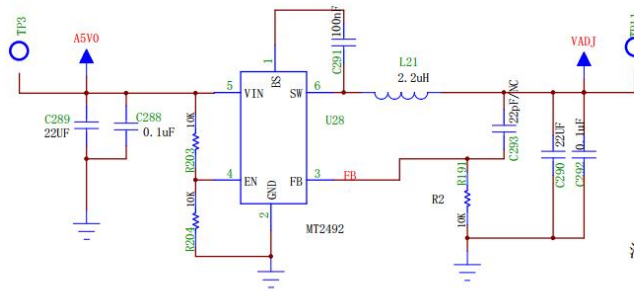 TP3
A5V0
100nF
C291
L21
2.2uH
VADJ
1
BS
C289
22UF
C288
0.1uF
5
VIN
SW
6
U28
10K
R203
22pF/NC
C293
22UF
C290
0.1uF
C292
4
EN
FB
3
FB
R191
R2
10K
10K
R204
GND
2
MT2492